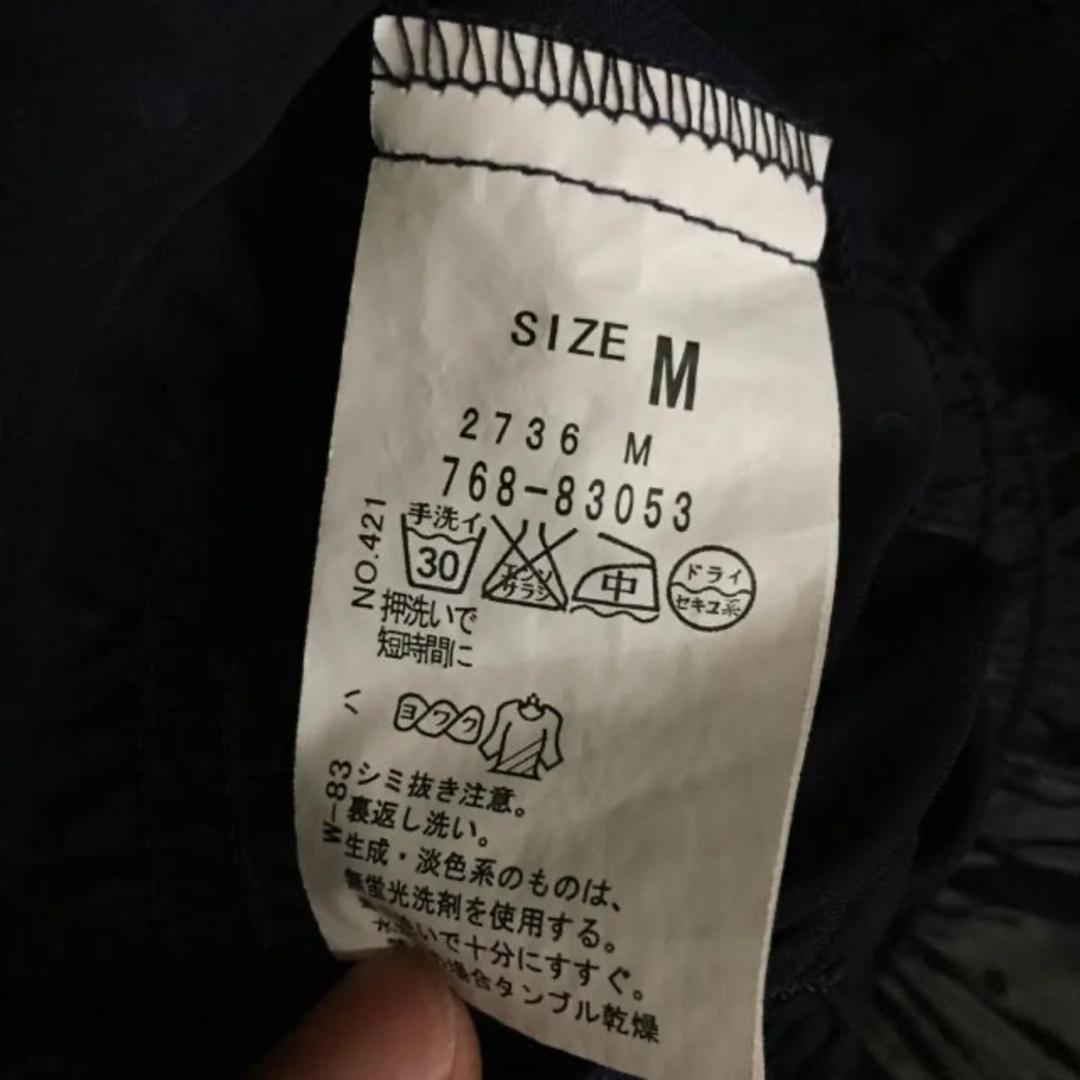 SIZE M
2736 M
768-83053
NO.421
手洗イ
30
エンソ
サラシ
中
ドライ
セキユ系
押洗いで
短時間に
ハ
ヨワク
W-83
シミ抜き注意。
裏返し洗い。
生成・淡色系のものは、
無蛍光洗剤を使用する。
いで十分にすすぐ。
場合タンブル乾燥